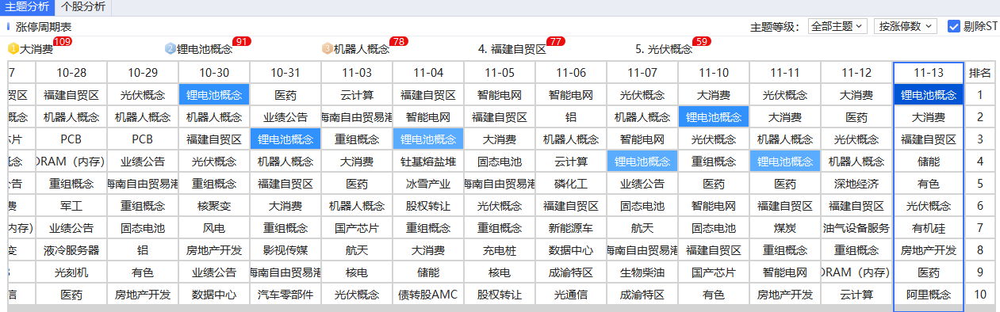 主题分析 个股分析
涨停周期表 主题等级： 全部主题 按涨停数 剔除ST
1 大消费 109 2 锂电池概念 91 3 机器人概念 78 4. 福建自贸区 77 5. 光伏概念 59
7 10-28 10-29 10-30 10-31 11-03 11-04 11-05 11-06 11-07 11-10 11-11 11-12 11-13 排名
贸区 福建自贸区 光伏概念 锂电池概念 医药 云计算 福建自贸区 智能电网 智能电网 光伏概念 大消费 光伏概念 大消费 锂电池概念 1
概念 机器人概念 机器人概念 机器人概念 业绩公告 海南自由贸易港 智能电网 福建自贸区 铝 机器人概念 锂电池概念 大消费 医药 大消费 2
芯片 PCB PCB 福建自贸区 锂电池概念 重组概念 锂电池概念 大消费 机器人概念 智能电网 光伏概念 机器人概念 光伏概念 福建自贸区 3
概念 DRAM（内存） 业绩公告 光伏概念 机器人概念 大消费 钍基熔盐堆 固态电池 云计算 锂电池概念 重组概念 锂电池概念 机器人概念 储能 4
公告 重组概念 海南自由贸易港 重组概念 福建自贸区 医药 冰雪产业 海南自由贸易港 磷化工 业绩公告 医药 医药 深地经济 有色 5
费 军工 重组概念 核聚变 大消费 机器人概念 股权转让 光伏概念 福建自贸区 固态电池 智能电网 福建自贸区 福建自贸区 光伏概念 6
内存） 业绩公告 固态电池 风电 重组概念 国产芯片 重组概念 重组概念 新能源车 航天 固态电池 煤炭 油气设备服务 有机硅 7
变 液冷服务器 铝 房地产开发 影视传媒 航天 大消费 充电桩 数据中心 海南自由贸易港 福建自贸区 重组概念 重组概念 房地产开发 8
光刻机 有色 业绩公告 海南自由贸易港 核电 储能 核电 成渝特区 生物柴油 国产芯片 智能电网 DRAM（内存） 医药 9
信 医药 房地产开发 数据中心 汽车零部件 光伏概念 债转股AMC 股权转让 光通信 成渝特区 有色 房地产开发 云计算 阿里概念 10